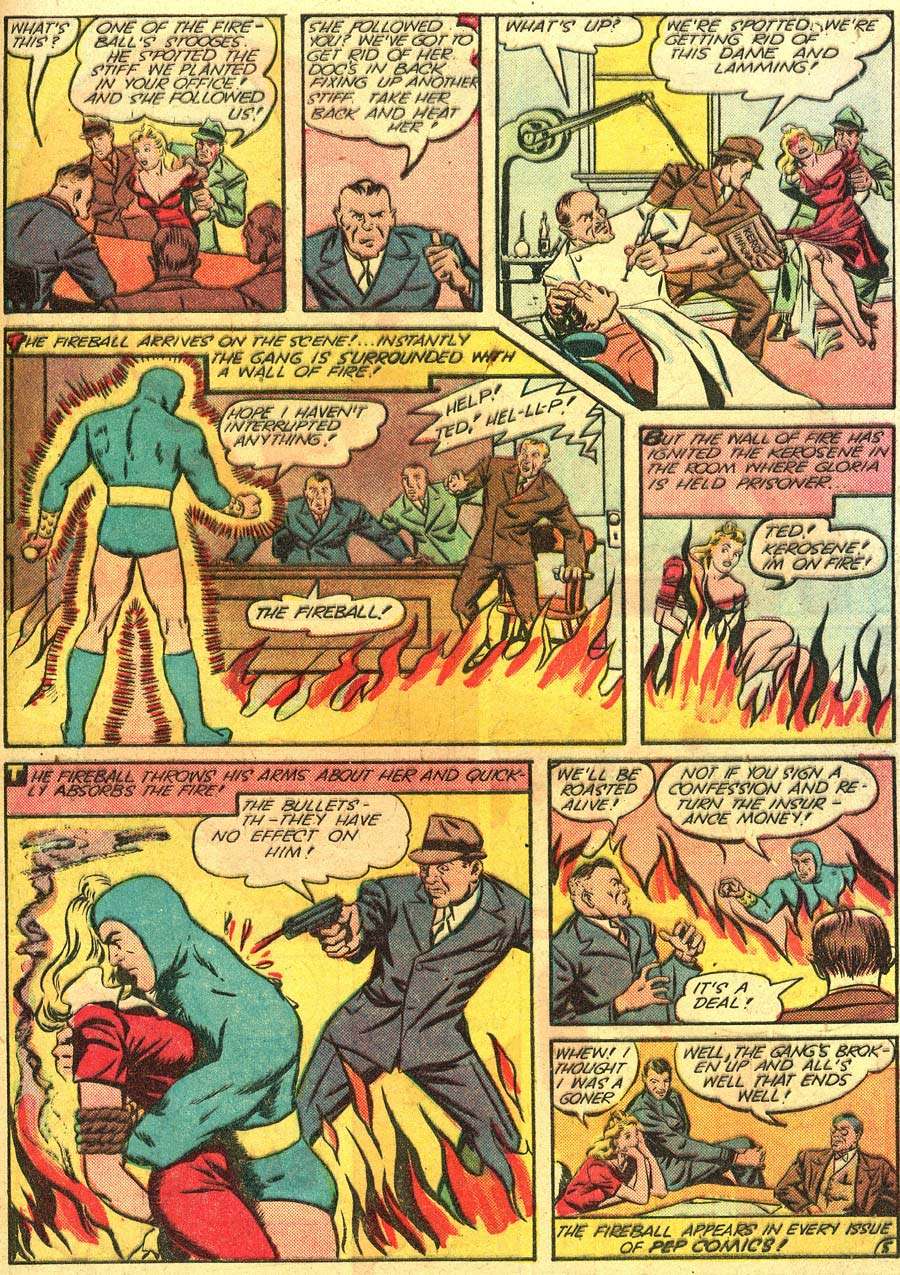 WHAT'S
THIS?
ONE OF THE FIRE-
BALL'S STOOGES.
HE SPOTTED THE
STIFF WE PLANTED
IN YOUR OFFICE!
AND SHE FOLLOWED
US!
SHE FOLLOWED
YOU? WE'VE GOT TO
GET RID OF HER.
DOC'S IN BACK
FIXING UP ANOTHER
STIFF. TAKE HER
BACK AND HEAT
HER!
WHAT'S UP?
WE'RE SPOTTED. WE'RE
GETTING RID OF
THIS DAME AND
LAMMING!
THE FIREBALL ARRIVES ON THE SCENE!...INSTANTLY
THE GANG IS SURROUNDED WITH
A WALL OF FIRE!
HOPE I HAVEN'T
INTERRUPTED
ANYTHING!
HELP!
TED! HEL-LL-P!
THE FIREBALL!
BUT THE WALL OF FIRE HAS
IGNITED THE KEROSENE IN
THE ROOM WHERE GLORIA
IS HELD PRISONER...
TED!
KEROSENE!
IM ON FIRE!
THE FIREBALL THROWS HIS ARMS ABOUT HER AND QUICK-
LY ABSORBS THE FIRE!
THE BULLETS-
TH-THEY HAVE
NO EFFECT ON
HIM!
WE'LL BE
ROASTED
ALIVE!
NOT IF YOU SIGN A
CONFESSION AND RE-
TURN THE INSUR-
ANCE MONEY!
IT'S A
DEAL!
WHEW! I
THOUGHT
I WAS A
GONER
WELL, THE GANG'S BROK-
EN UP AND ALL'S
WELL THAT ENDS
WELL!
THE FIREBALL APPEARS IN EVERY ISSUE
OF PEP COMICS!
5